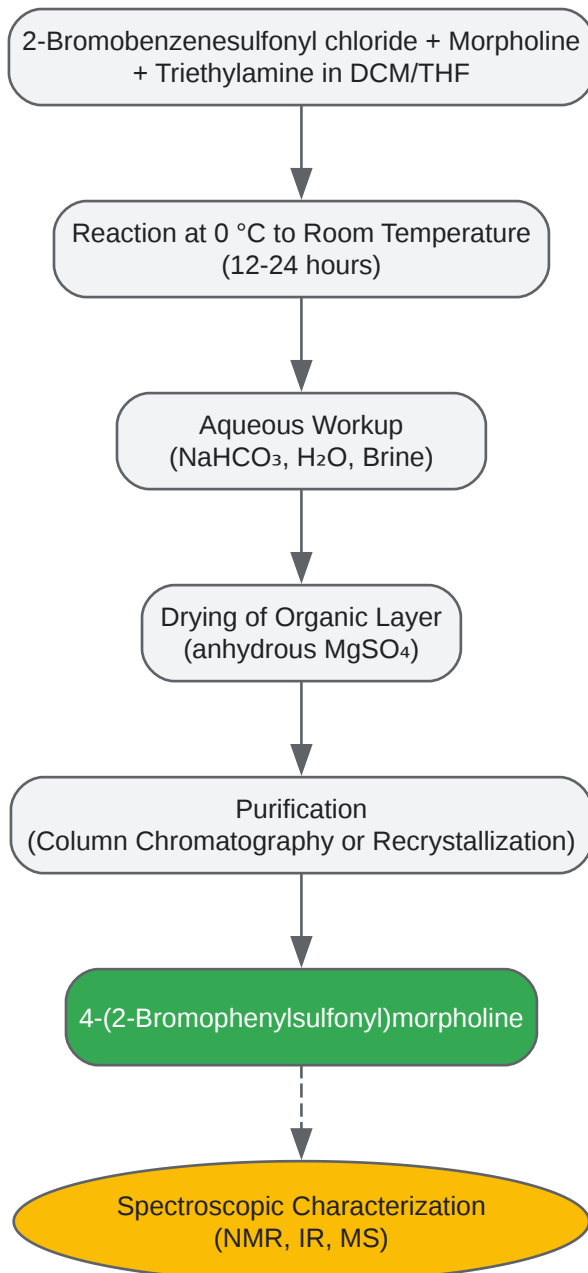 2-Bromobenzenesulfonyl chloride + Morpholine
+ Triethylamine in DCM/THF
Reaction at 0 °C to Room Temperature
(12-24 hours)
Aqueous Workup
(NaHCO₃, H₂O, Brine)
Drying of Organic Layer
(anhydrous MgSO₄)
Purification
(Column Chromatography or Recrystallization)
4-(2-Bromophenylsulfonyl)morpholine
Spectroscopic Characterization
(NMR, IR, MS)